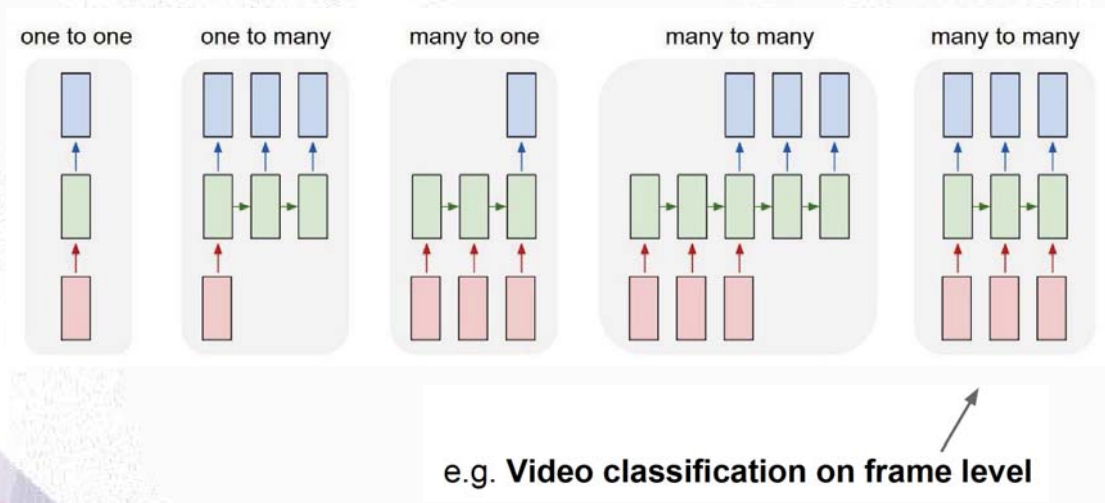 one to one
one to many
many to one
many to many
many to many
e.g. Video classification on frame level